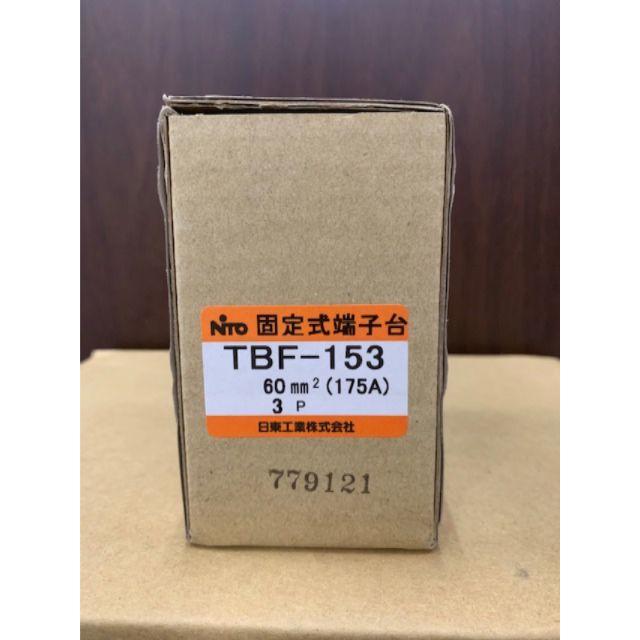 NITO 固定式端子台
TBF-153
60mm²(175A)
3 P
日東工業株式会社
779121